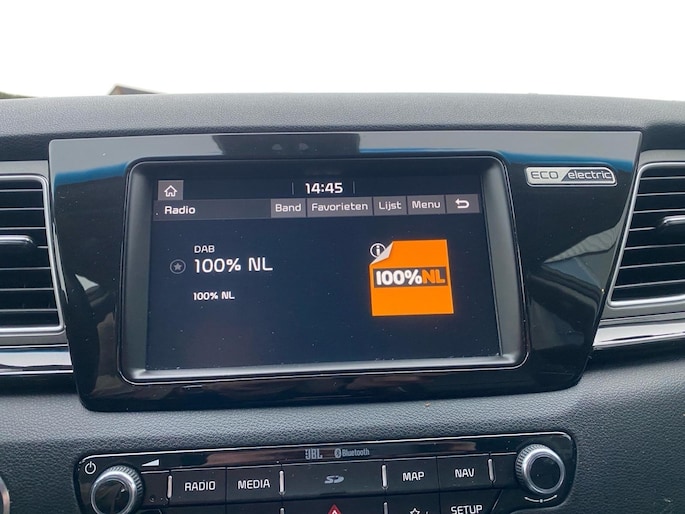 14:45
Radio Band Favorieten Lijst Menu
ECO electric
DAB
100% NL
100% NL
100%NL
JBL Bluetooth
RADIO MEDIA SD MAP NAV
SETUP